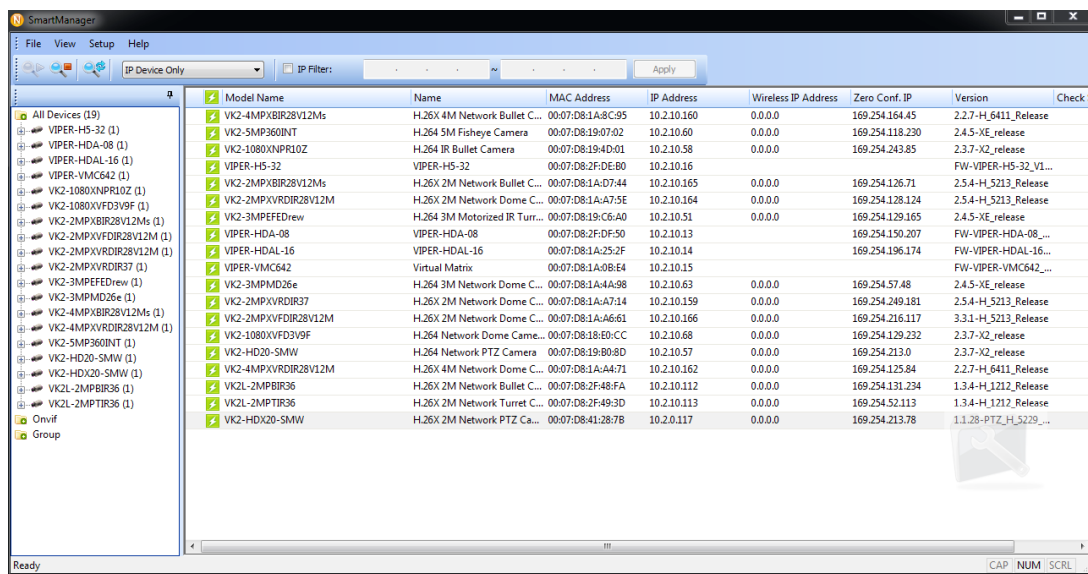 SmartManager
File View Setup Help
IP Device Only IP Filter: . . . ~ . . . Apply
Model Name Name MAC Address IP Address Wireless IP Address Zero Conf. IP Version Check
All Devices (19)
VIPER-H5-32 (1)
VIPER-HDA-08 (1)
VIPER-HDAL-16 (1)
VIPER-VMC642 (1)
VK2-1080XNPR10Z (1)
VK2-1080XVFD3V9F (1)
VK2-2MPXBIR28V12Ms (1)
VK2-2MPXVFDIR28V12M (1)
VK2-2MPXVRDIR28V12M (1)
VK2-2MPXVRDIR37 (1)
VK2-3MPEFEDrew (1)
VK2-3MPMD26e (1)
VK2-4MPXBIR28V12Ms (1)
VK2-4MPXVRDIR28V12M (1)
VK2-5MP360INT (1)
VK2-HD20-SMW (1)
VK2-HDX20-SMW (1)
VK2L-2MPBIR36 (1)
VK2L-2MPTIR36 (1)
Onvif
Group
VK2-4MPXBIR28V12Ms H.26X 4M Network Bullet C... 00:07:D8:1A:8C:95 10.2.10.160 0.0.0.0 169.254.164.45 2.2.7-H_6411_Release
VK2-5MP360INT H.264 5M Fisheye Camera 00:07:D8:19:07:02 10.2.10.60 0.0.0.0 169.254.118.230 2.4.5-XE_release
VK2-1080XNPR10Z H.264 IR Bullet Camera 00:07:D8:19:4D:01 10.2.10.58 0.0.0.0 169.254.243.85 2.3.7-X2_release
VIPER-H5-32 VIPER-H5-32 00:07:D8:2F:DE:B0 10.2.10.16 FW-VIPER-H5-32_V1...
VK2-2MPXBIR28V12Ms H.26X 2M Network Bullet C... 00:07:D8:1A:D7:44 10.2.10.165 0.0.0.0 169.254.126.71 2.5.4-H_5213_Release
VK2-2MPXVRDIR28V12M H.26X 2M Network Dome C... 00:07:D8:1A:A7:5E 10.2.10.164 0.0.0.0 169.254.128.124 2.5.4-H_5213_release
VK2-3MPEFEDrew H.264 3M Motorized IR Turr... 00:07:D8:19:C6:A0 10.2.10.51 0.0.0.0 169.254.129.165 2.4.5-XE_release
VIPER-HDA-08 VIPER-HDA-08 00:07:D8:2F:DF:50 10.2.10.13 169.254.150.207 FW-VIPER-HDA-08_...
VIPER-HDAL-16 VIPER-HDAL-16 00:07:D8:1A:25:2F 10.2.10.14 169.254.196.174 FW-VIPER-HDAL-16...
VIPER-VMC642 Virtual Matrix 00:07:D8:1A:0B:E4 10.2.10.15 FW-VIPER-VMC642_...
VK2-3MPMD26e H.264 3M Network Dome C... 00:07:D8:1A:4A:98 10.2.10.63 0.0.0.0 169.254.57.48 2.4.5-XE_release
VK2-2MPXVRDIR37 H.26X 2M Network Dome C... 00:07:D8:1A:A7:14 10.2.10.159 0.0.0.0 169.254.249.181 2.5.4-H_5213_Release
VK2-2MPXVFDIR28V12M H.26X 2M Network Dome C... 00:07:D8:1A:A6:61 10.2.10.166 0.0.0.0 169.254.216.117 3.3.1-H_5213_Release
VK2-1080XVFD3V9F H.264 Network Dome Came... 00:07:D8:18:E0:CC 10.2.10.68 0.0.0.0 169.254.129.232 2.3.7-X2_release
VK2-HD20-SMW H.264 Network PTZ Camera 00:07:D8:19:B0:8D 10.2.10.57 0.0.0.0 169.254.213.0 2.3.7-X2_release
VK2-4MPXVRDIR28V12M H.26X 4M Network Dome C... 00:07:D8:1A:A4:71 10.2.10.162 0.0.0.0 169.254.125.84 2.2.7-H_6411_Release
VK2L-2MPBIR36 H.26X 2M Network Bullet C... 00:07:D8:2F:48:FA 10.2.10.112 0.0.0.0 169.254.131.234 1.3.4-H_1212_Release
VK2L-2MPTIR36 H.26X 2M Network Turret C... 00:07:D8:2F:49:3D 10.2.10.113 0.0.0.0 169.254.52.113 1.3.4-H_1212_Release
VK2-HDX20-SMW H.26X 2M Network PTZ Ca... 00:07:D8:41:28:7B 10.2.0.117 0.0.0.0 169.254.213.78 1.1.28-PTZ_H_5229_...
Ready CAP NUM SCRL